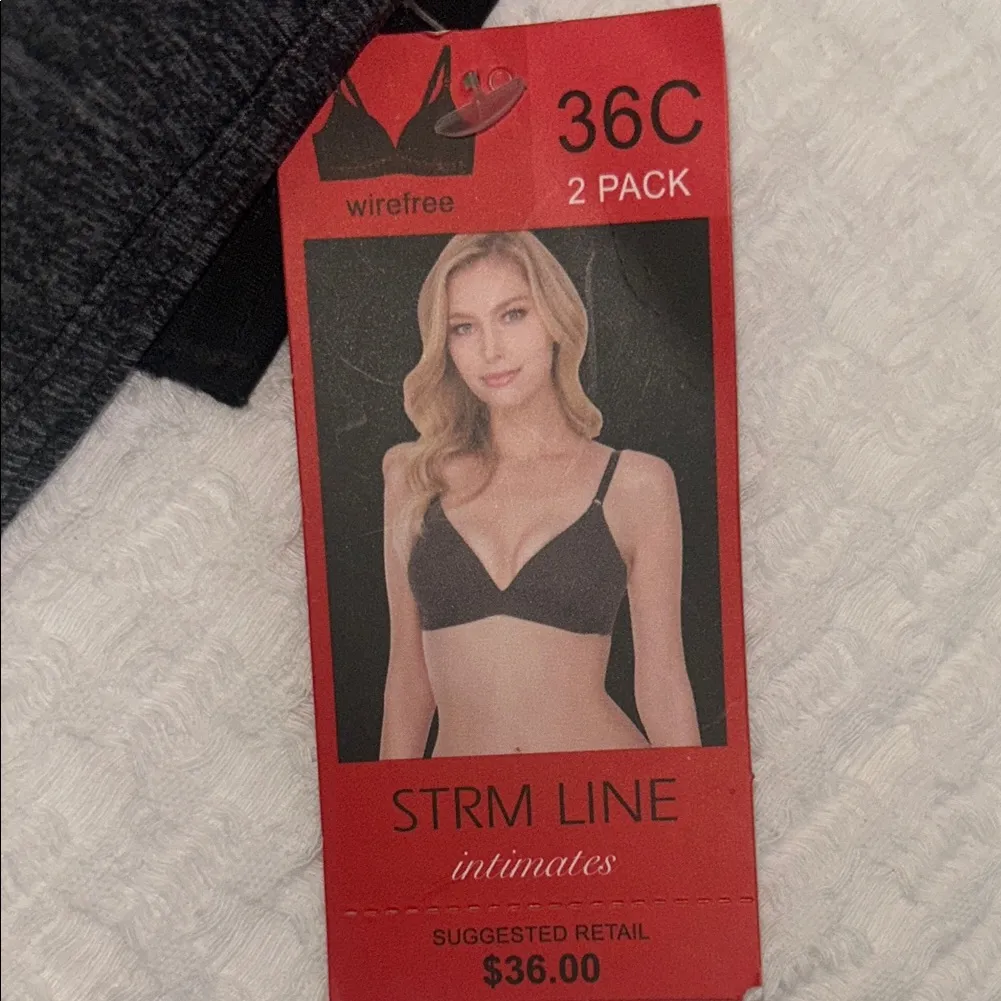 36C
2 PACK
wirefree
STRM LINE
intimates
SUGGESTED RETAIL
$36.00